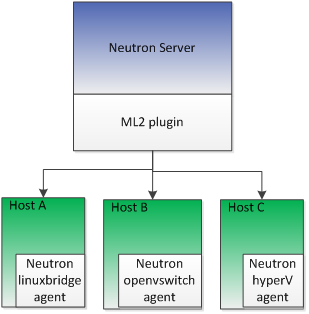 Neutron Server
ML2 plugin
Host A
Neutron
linuxbridge
agent
Host B
Neutron
openvswitch
agent
Host C
Neutron
hyperV
agent